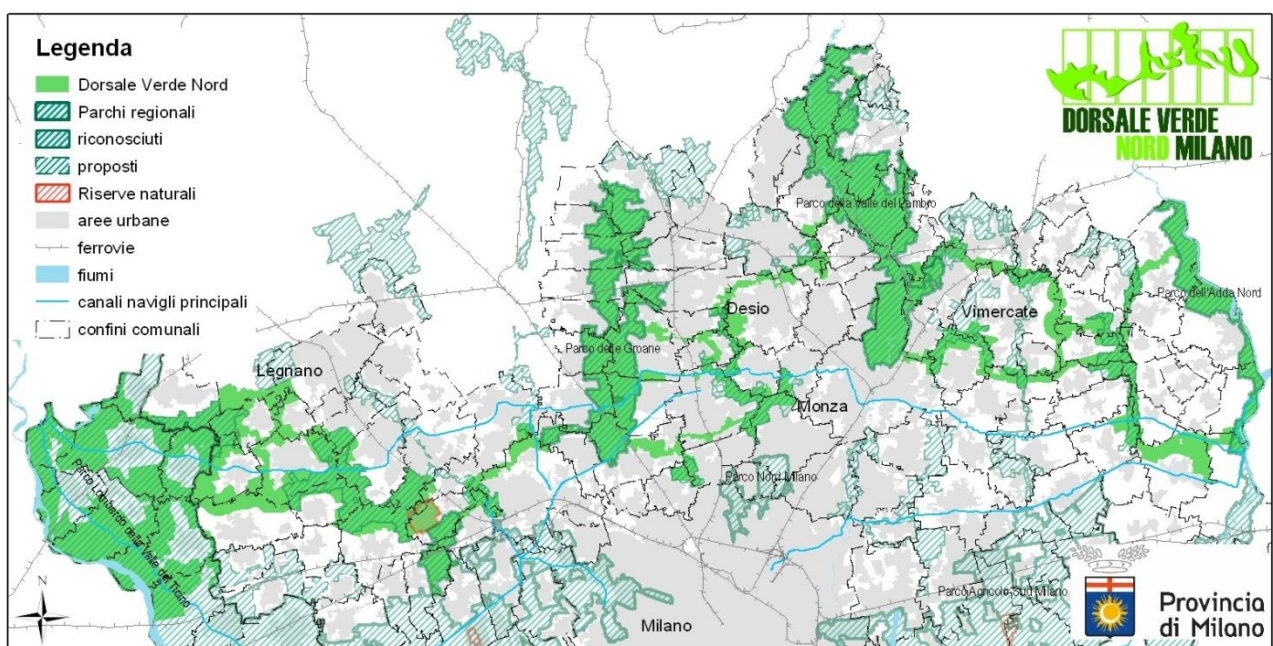 Legenda
Dorsale Verde Nord
Parchi regionali
riconosciuti
proposti
Riserve naturali
aree urbane
ferrovie
fiumi
canali navigli principali
confini comunali
DORSALE VERDE
NORD MILANO
Parco della Valle del Lambro
Parco dell'Adda Nord
Desio
Vimercate
Parco delle Groane
Legnano
Monza
Parco Nord Milano
Parco Lombardo della Valle del Ticino
Parco Agricolo Sud Milano
Milano
N
Provincia
di Milano